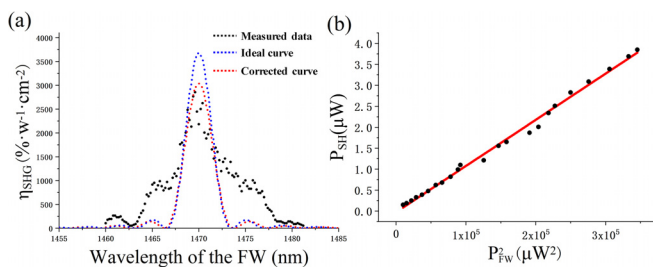 (a)
4000
3500
3000
2500
2000
1500
1000
500
0
ηSHG (%·w⁻¹·cm⁻²)
Measured data
Ideal curve
Corrected curve
1455 1460 1465 1470 1475 1480 1485
Wavelength of the FW (nm)
(b)
4.0
3.5
3.0
2.5
2.0
1.5
1.0
0.5
0.0
PSH(μW)
0 1x10⁵ 2x10⁵ 3x10⁵
P²FW(μW²)